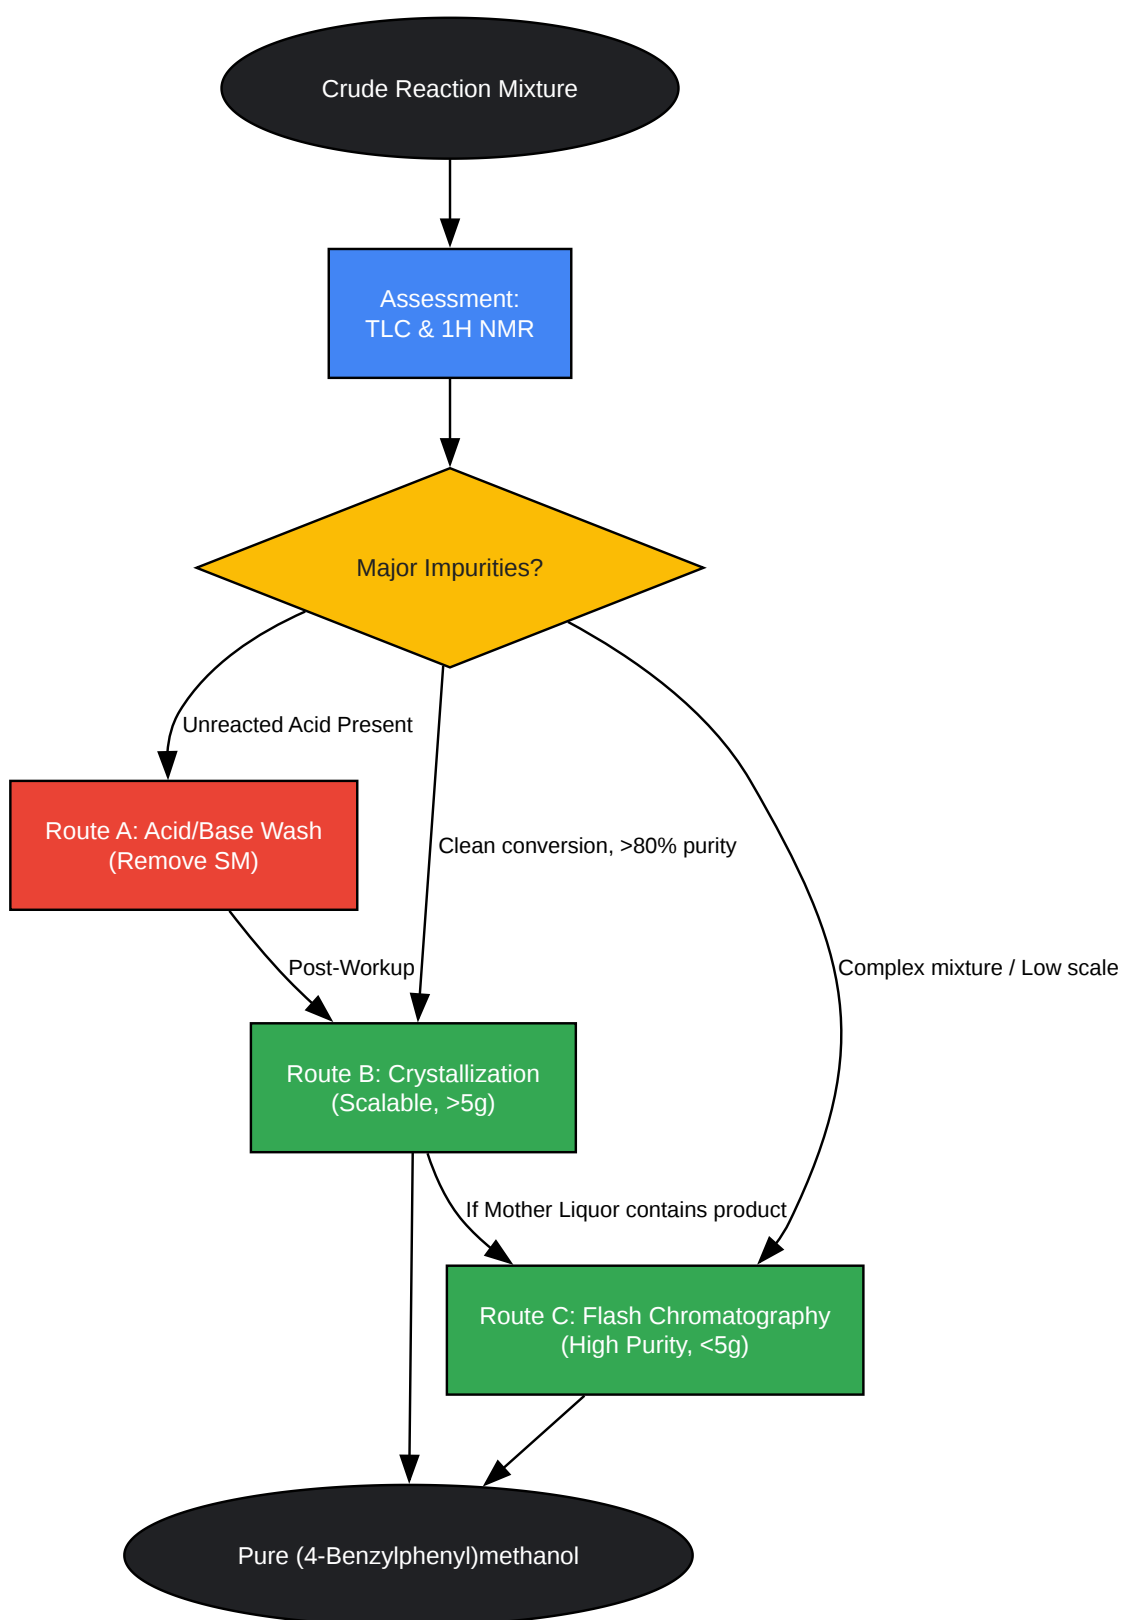 Crude Reaction Mixture
Assessment:
TLC & 1H NMR
Major Impurities?
Unreacted Acid Present
Route A: Acid/Base Wash
(Remove SM)
Clean conversion, >80% purity
Post-Workup
Complex mixture / Low scale
Route B: Crystallization
(Scalable, >5g)
If Mother Liquor contains product
Route C: Flash Chromatography
(High Purity, <5g)
Pure (4-Benzylphenyl)methanol